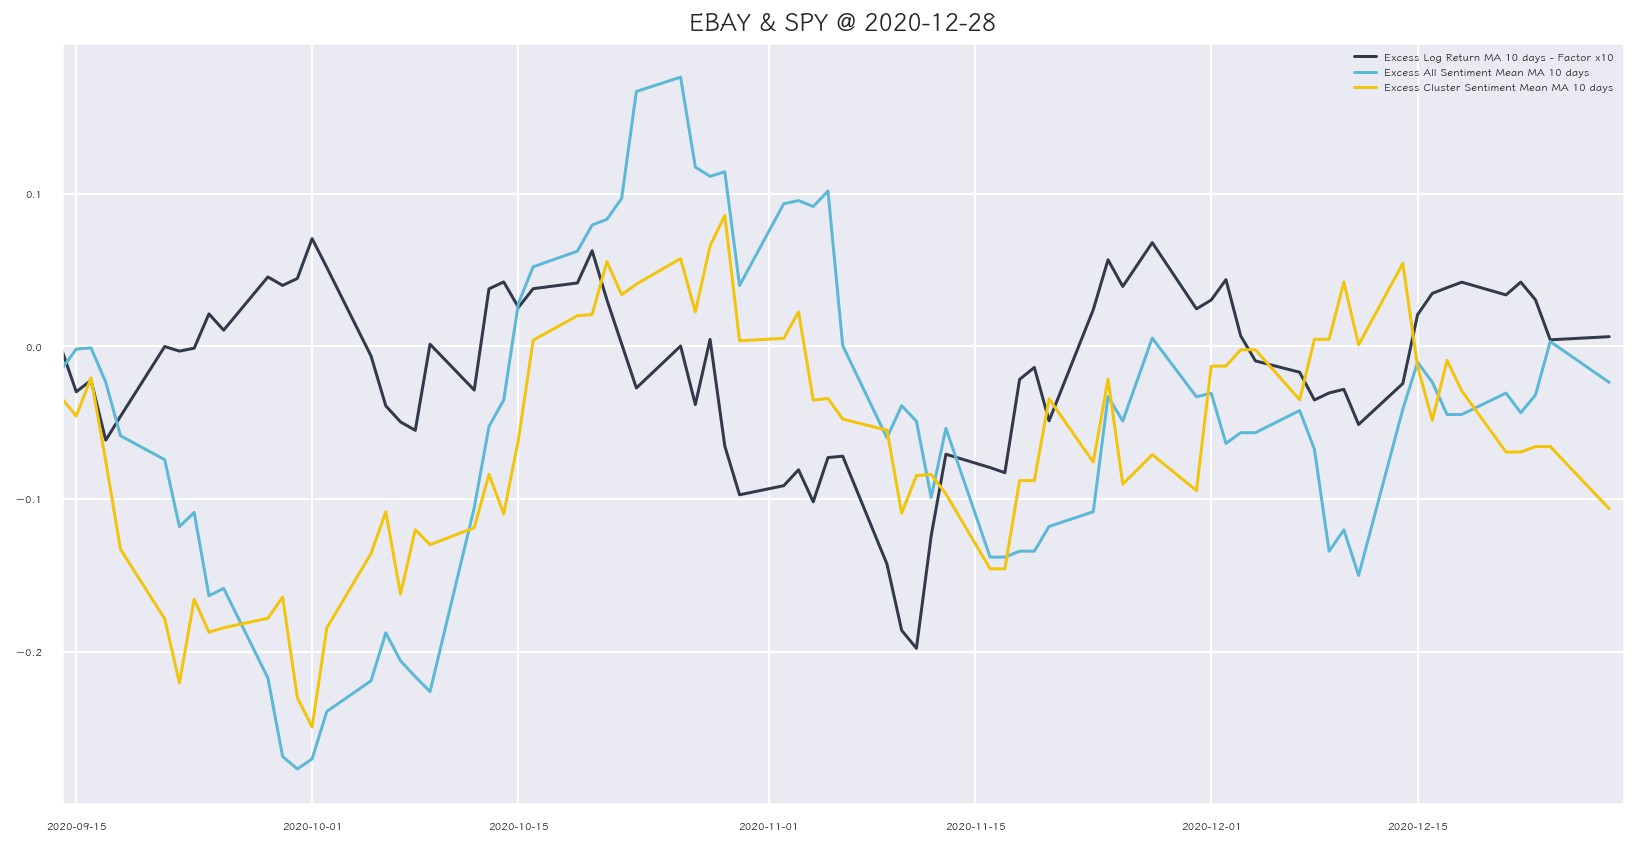 EBAY & SPY @ 2020-12-28
Excess Log Return MA 10 days - Factor x10
Excess All Sentiment Mean MA 10 days
Excess Cluster Sentiment Mean MA 10 days
0.1
0.0
−0.1
−0.2
2020-09-15 2020-10-01 2020-10-15 2020-11-01 2020-11-15 2020-12-01 2020-12-15